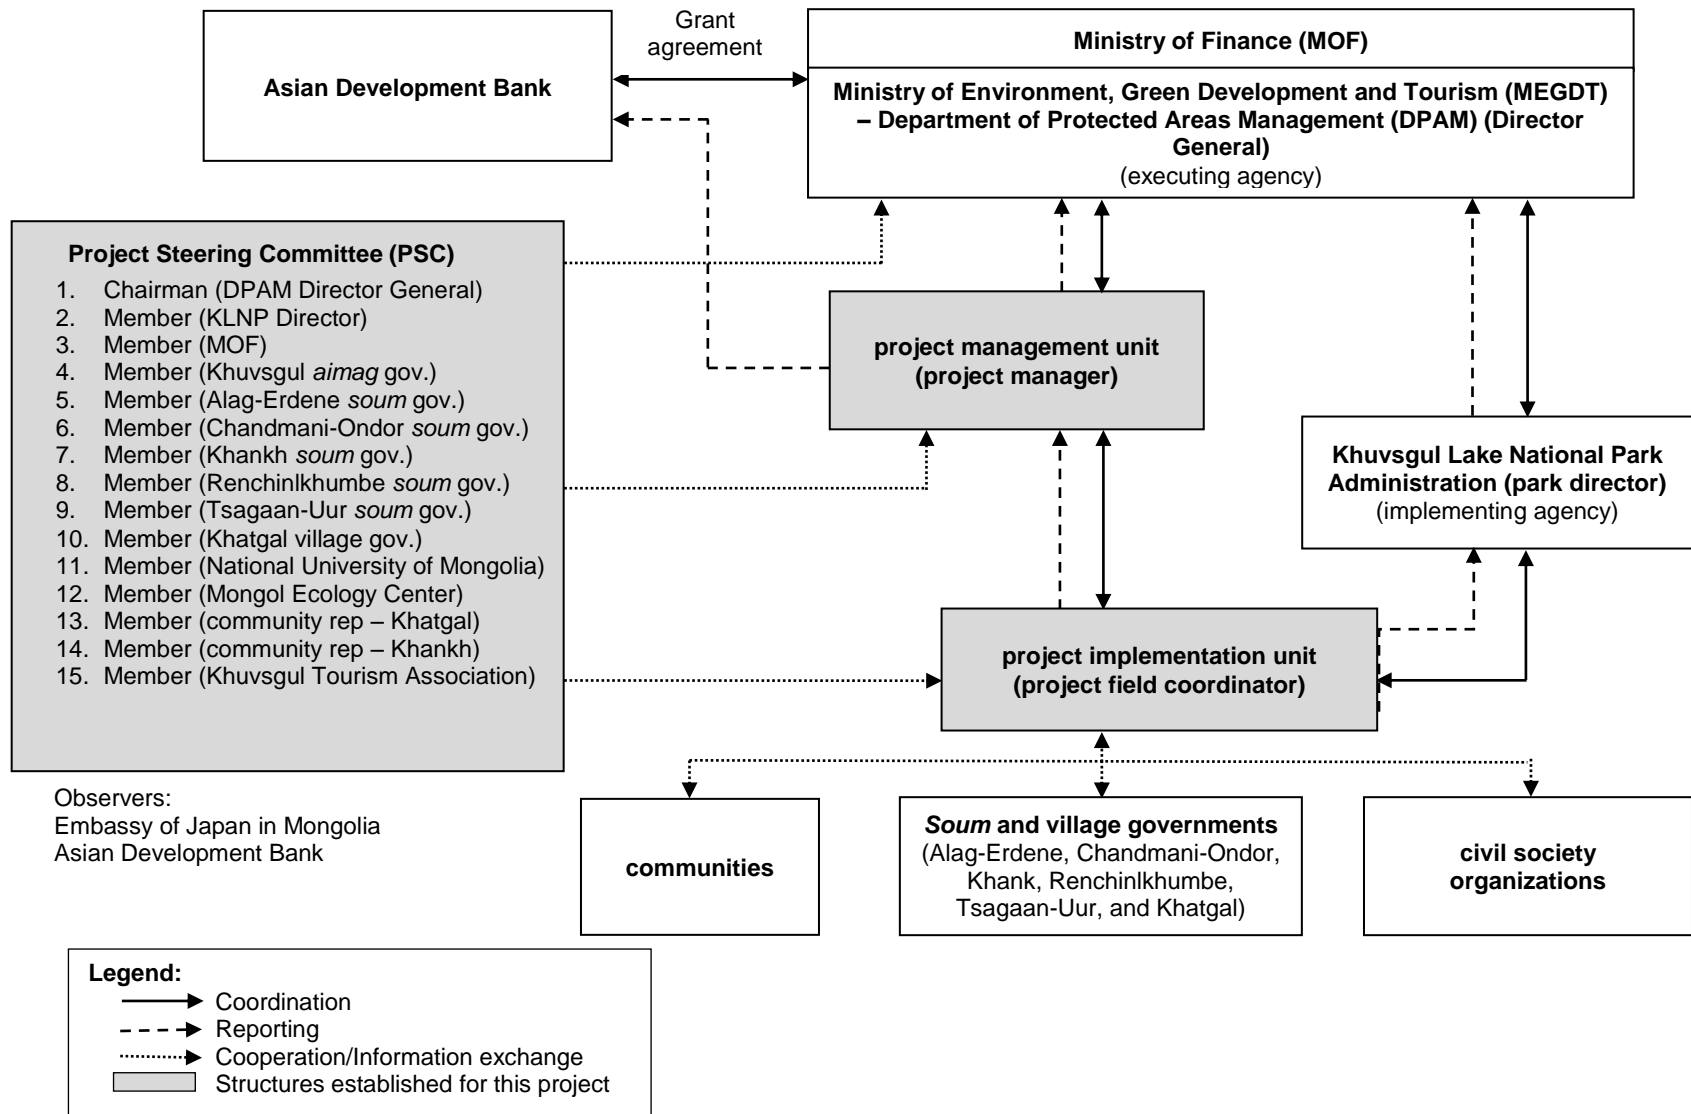 Grant
agreement
Asian Development Bank
Ministry of Finance (MOF)
Ministry of Environment, Green Development and Tourism (MEGDT)
– Department of Protected Areas Management (DPAM) (Director
General)
(executing agency)
Project Steering Committee (PSC)
1. Chairman (DPAM Director General)
2. Member (KLNP Director)
3. Member (MOF)
4. Member (Khuvsgul aimag gov.)
5. Member (Alag-Erdene soum gov.)
6. Member (Chandmani-Ondor soum gov.)
7. Member (Khankh soum gov.)
8. Member (Renchinlkhumbe soum gov.)
9. Member (Tsagaan-Uur soum gov.)
10. Member (Khatgal village gov.)
11. Member (National University of Mongolia)
12. Member (Mongol Ecology Center)
13. Member (community rep – Khatgal)
14. Member (community rep – Khankh)
15. Member (Khuvsgul Tourism Association)
Observers:
Embassy of Japan in Mongolia
Asian Development Bank
project management unit
(project manager)
Khuvsgul Lake National Park
Administration (park director)
(implementing agency)
project implementation unit
(project field coordinator)
communities
Soum and village governments
(Alag-Erdene, Chandmani-Ondor,
Khank, Renchinlkhumbe,
Tsagaan-Uur, and Khatgal)
civil society
organizations
Legend:
Coordination
Reporting
Cooperation/Information exchange
Structures established for this project